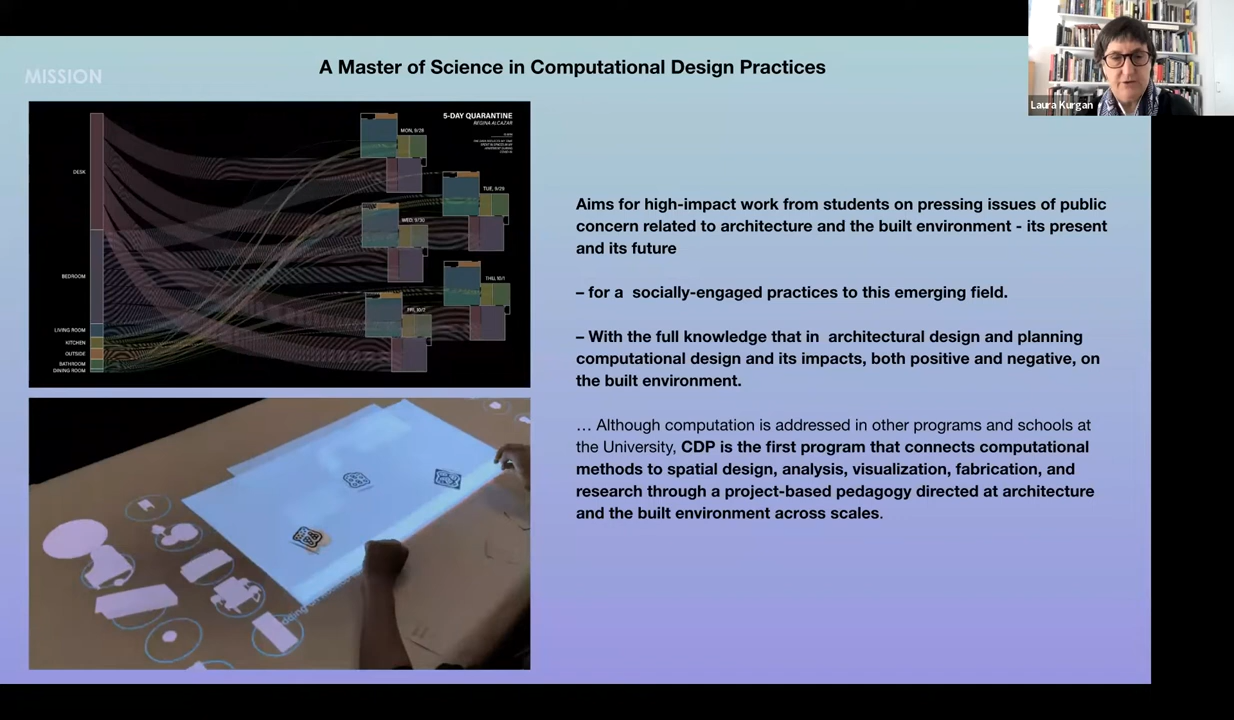 MISSION
A Master of Science in Computational Design Practices
Laura Kurgan
5-DAY QUARANTINE
REGINA ALCAZAR
DESK
BEDROOM
LIVING ROOM
KITCHEN
OUTSIDE
BATHROOM
DINING ROOM
MON, 9/28
TUE, 9/29
WED, 9/30
THU, 10/1
FRI, 10/2
Aims for high-impact work from students on pressing issues of public
concern related to architecture and the built environment - its present
and its future
– for a  socially-engaged practices to this emerging field.
– With the full knowledge that in  architectural design and planning
computational design and its impacts, both positive and negative, on
the built environment.
… Although computation is addressed in other programs and schools at
the University, CDP is the first program that connects computational
methods to spatial design, analysis, visualization, fabrication, and
research through a project-based pedagogy directed at architecture
and the built environment across scales.